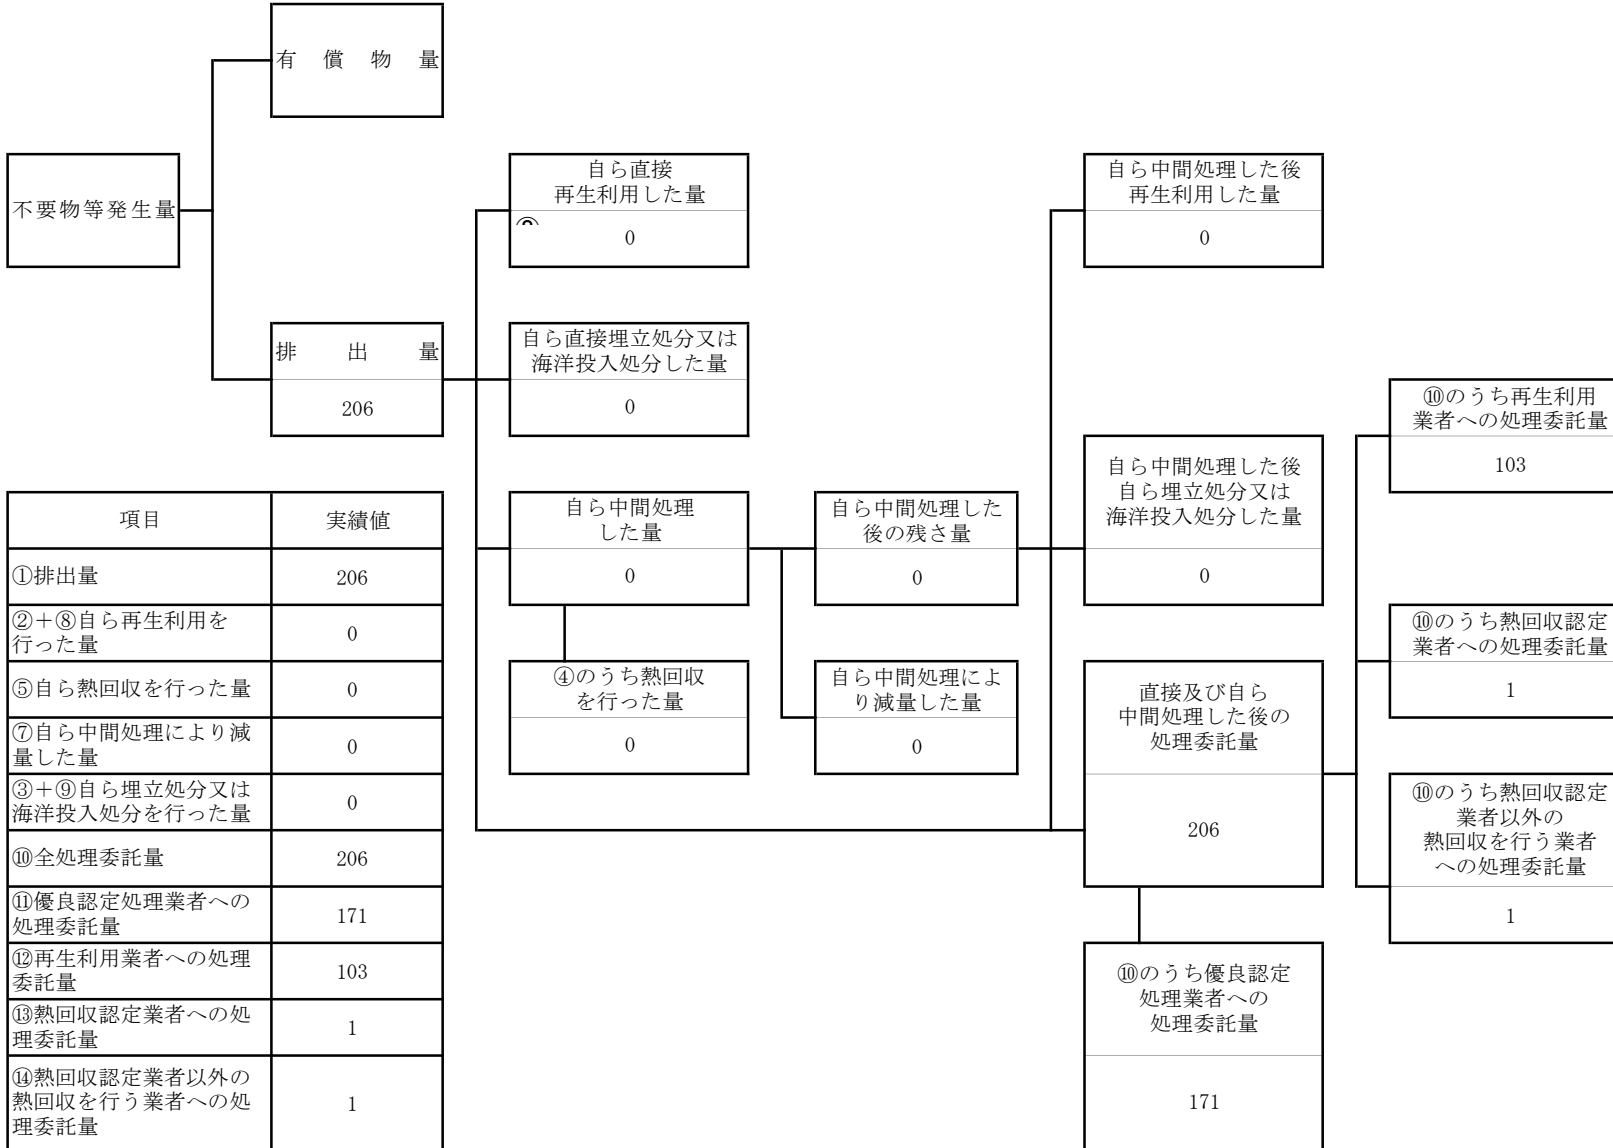 有償物量
不要物等発生量
自ら直接
再生利用した量
0
自ら中間処理した後
再生利用した量
0
排出量
206
自ら直接埋立処分又は
海洋投入処分した量
0
⑩のうち再生利用
業者への処理委託量
103
自ら中間処理
した量
0
自ら中間処理した
後の残さ量
0
自ら中間処理した後
自ら埋立処分又は
海洋投入処分した量
0
⑩のうち熱回収認定
業者への処理委託量
1
④のうち熱回収
を行った量
0
自ら中間処理によ
り減量した量
0
直接及び自ら
中間処理した後の
処理委託量
206
⑩のうち熱回収認定
業者以外の
熱回収を行う業者
への処理委託量
1
⑩のうち優良認定
処理業者への
処理委託量
171
項目 実績値
①排出量 206
②+⑧自ら再生利用を
行った量 0
⑤自ら熱回収を行った量 0
⑦自ら中間処理により減
量した量 0
③+⑨自ら埋立処分又は
海洋投入処分を行った量 0
⑩全処理委託量 206
⑪優良認定処理業者への
処理委託量 171
⑫再生利用業者への処理
委託量 103
⑬熱回収認定業者への処
理委託量 1
⑭熱回収認定業者以外の
熱回収を行う業者への処
理委託量 1